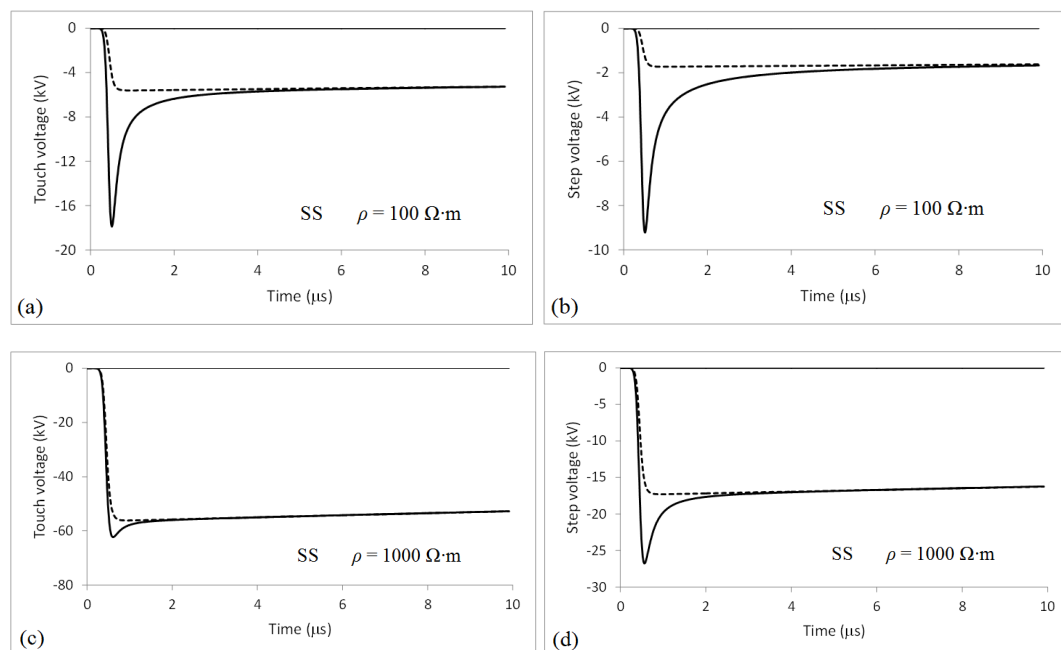 0
-4
-8
-12
-16
-20
Touch voltage (kV)
SS ρ = 100 Ω·m
0 2 4 6 8 10
Time (μs)
(a)
0
-2
-4
-6
-8
-10
Step voltage (kV)
SS ρ = 100 Ω·m
0 2 4 6 8 10
Time (μs)
(b)
0
-20
-40
-60
-80
Touch voltage (kV)
SS ρ = 1000 Ω·m
0 2 4 6 8 10
Time (μs)
(c)
0
-5
-10
-15
-20
-25
-30
Step voltage (kV)
SS ρ = 1000 Ω·m
0 2 4 6 8 10
Time (μs)
(d)